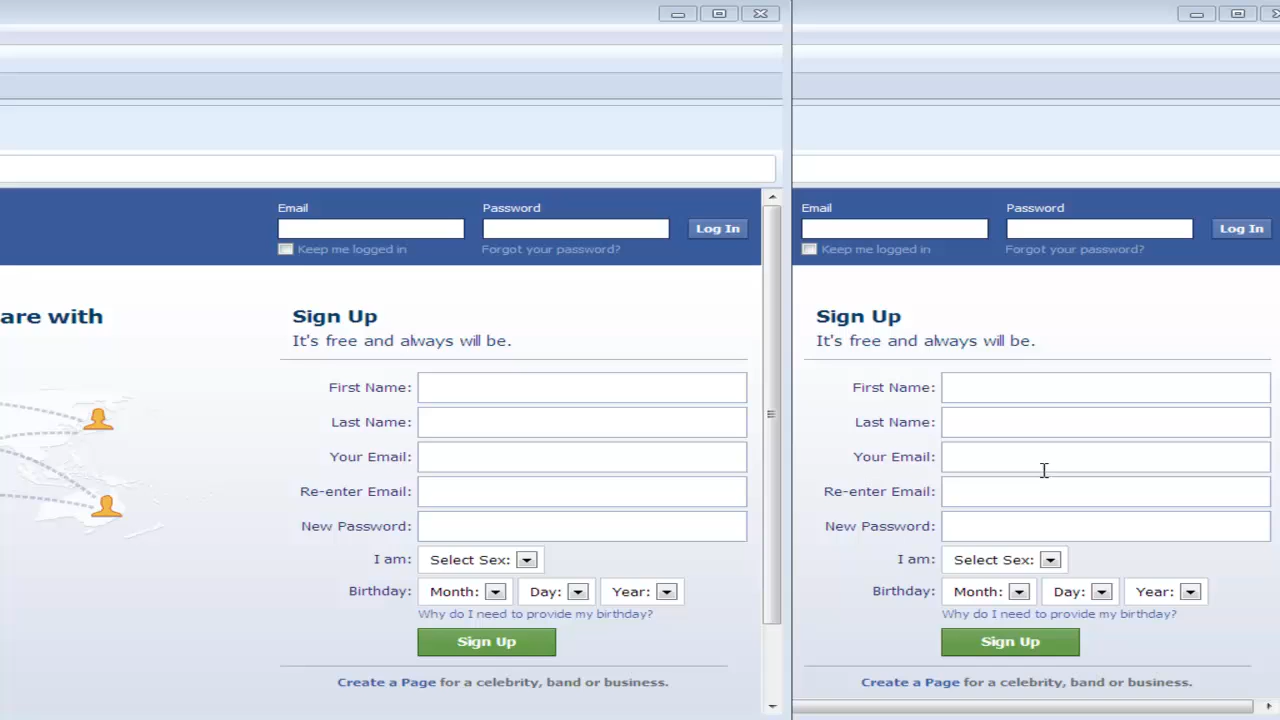 Email Password
Log In
Keep me logged in Forgot your password?
are with
Sign Up
It's free and always will be.
First Name:
Last Name:
Your Email:
Re-enter Email:
New Password:
I am: Select Sex:
Birthday: Month: Day: Year:
Why do I need to provide my birthday?
Sign Up
Create a Page for a celebrity, band or business.
Email Password
Log In
Keep me logged in Forgot your password?
Sign Up
It's free and always will be.
First Name:
Last Name:
Your Email:
Re-enter Email:
New Password:
I am: Select Sex:
Birthday: Month: Day: Year:
Why do I need to provide my birthday?
Sign Up
Create a Page for a celebrity, band or business.